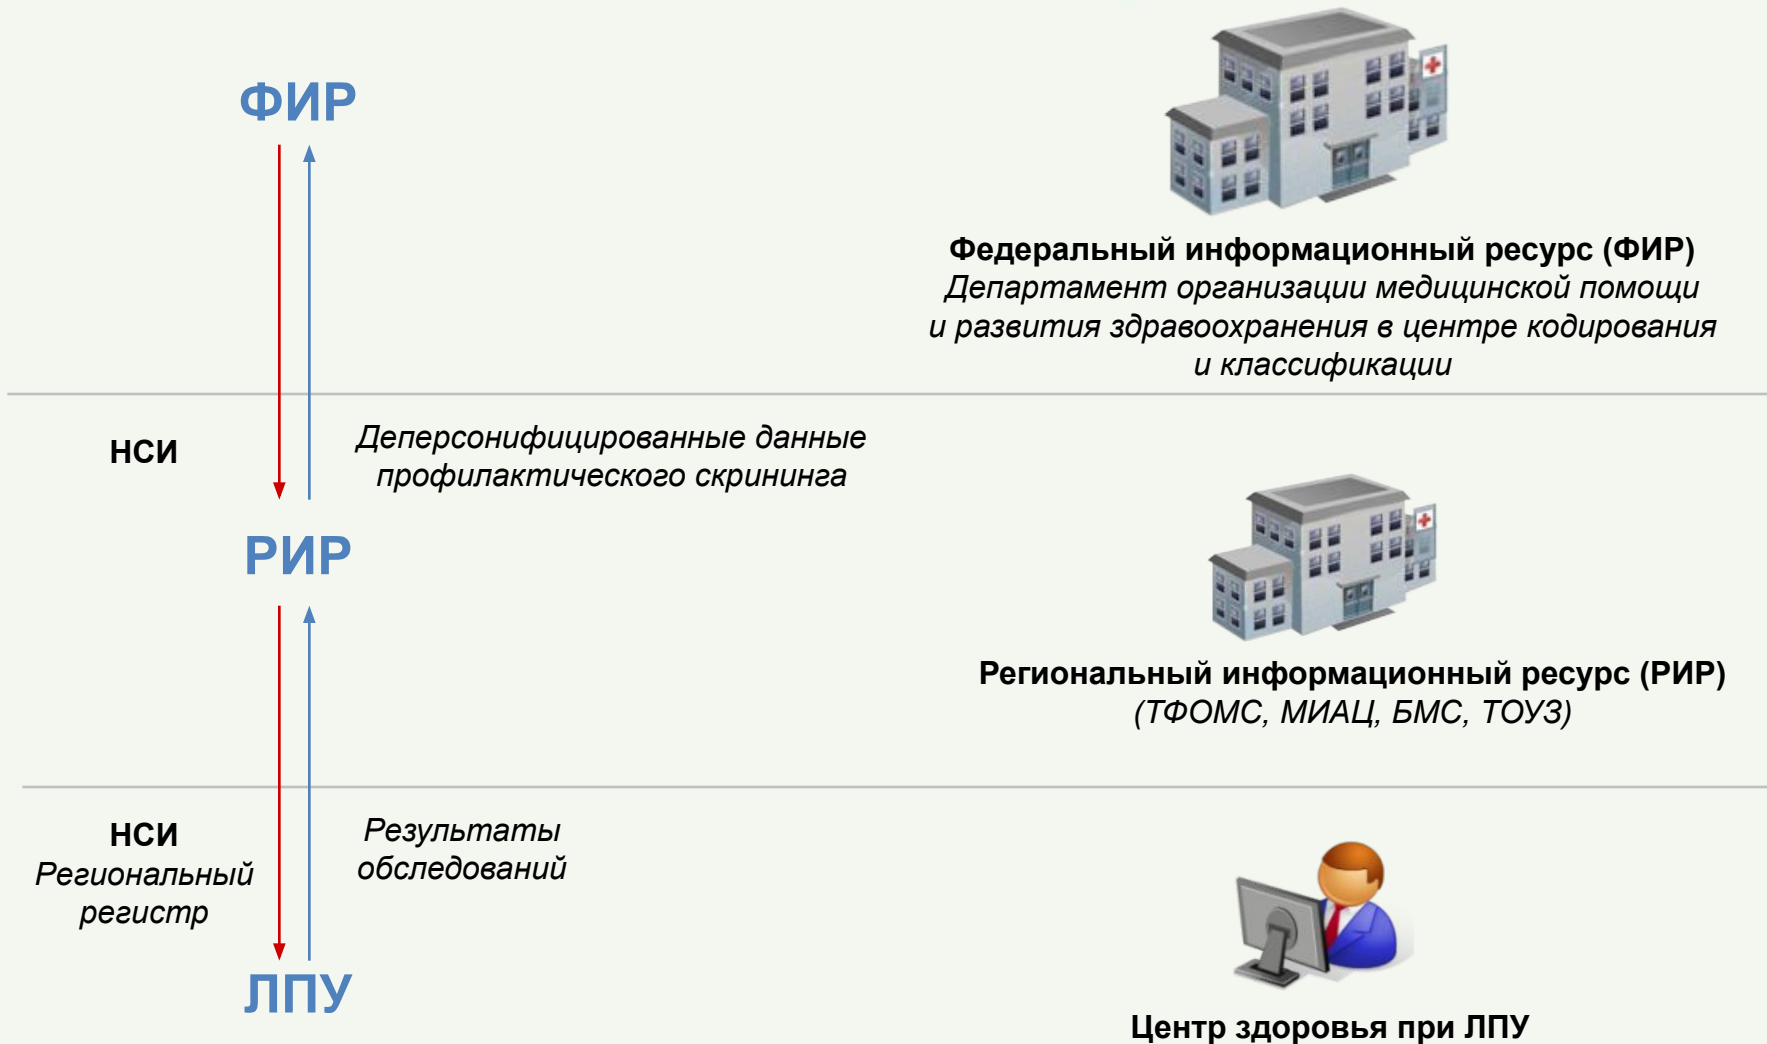 ФИР
Федеральный информационный ресурс (ФИР)
Департамент организации медицинской помощи
и развития здравоохранения в центре кодирования
и классификации
НСИ
Деперсонифицированные данные
профилактического скрининга
РИР
Региональный информационный ресурс (РИР)
(ТФОМС, МИАЦ, БМС, ТОУЗ)
НСИ
Региональный
регистр
Результаты
обследований
ЛПУ
Центр здоровья при ЛПУ